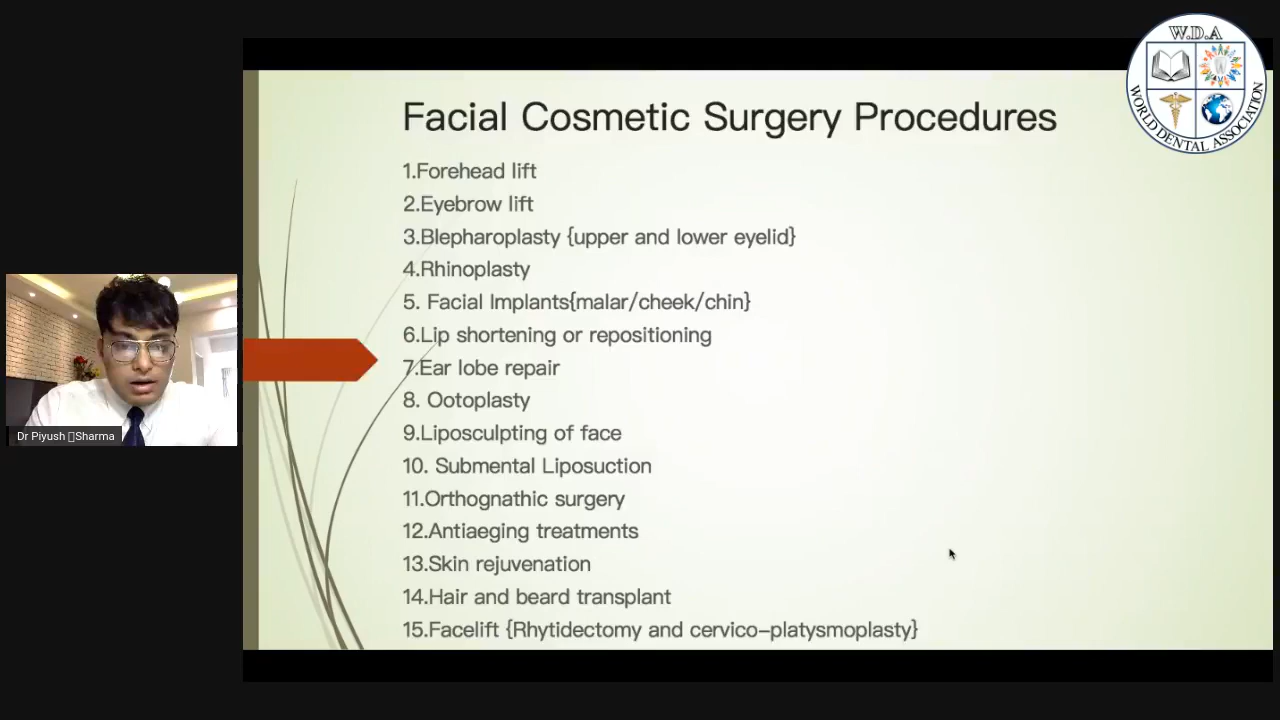 W.D.A
WORLD DENTAL ASSOCIATION
Facial Cosmetic Surgery Procedures
1.Forehead lift
2.Eyebrow lift
3.Blepharoplasty {upper and lower eyelid}
4.Rhinoplasty
5. Facial Implants{malar/cheek/chin}
6.Lip shortening or repositioning
7.Ear lobe repair
8. Ootoplasty
9.Liposculpting of face
10. Submental Liposuction
11.Orthognathic surgery
12.Antiaeging treatments
13.Skin rejuvenation
14.Hair and beard transplant
15.Facelift {Rhytidectomy and cervico-platysmoplasty}
Dr Piyush Sharma